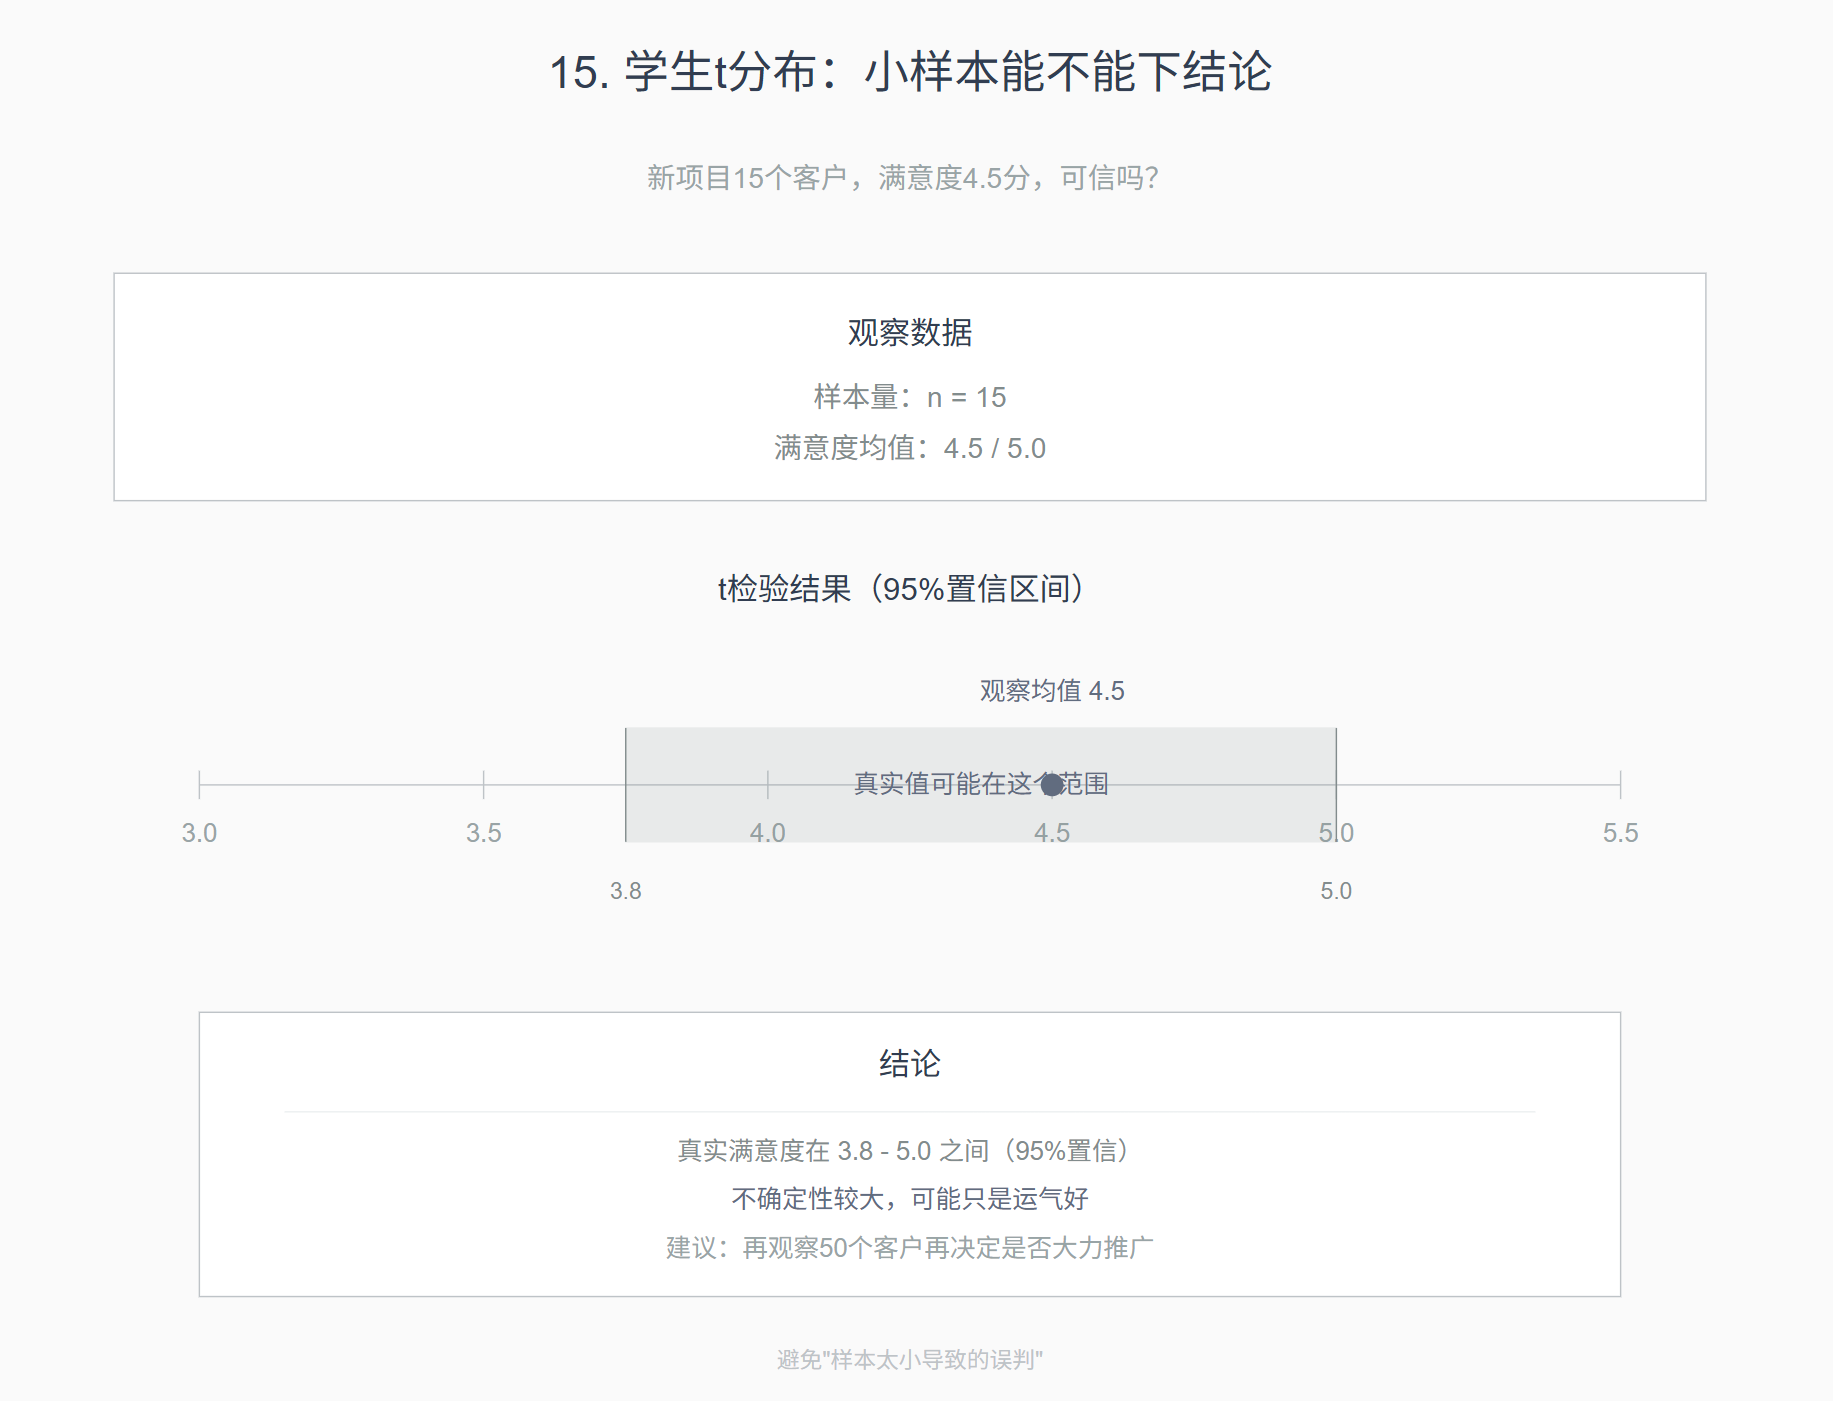 15. 学生t分布：小样本能不能下结论
新项目15个客户，满意度4.5分，可信吗？
观察数据
样本量：n = 15
满意度均值：4.5 / 5.0
t检验结果（95%置信区间）
观察均值 4.5
真实值可能在这个范围
3.0 3.5 4.0 4.5 5.0 5.5
3.8 5.0
结论
真实满意度在 3.8 - 5.0 之间（95%置信）
不确定性较大，可能只是运气好
建议：再观察50个客户再决定是否大力推广
避免"样本太小导致的误判"